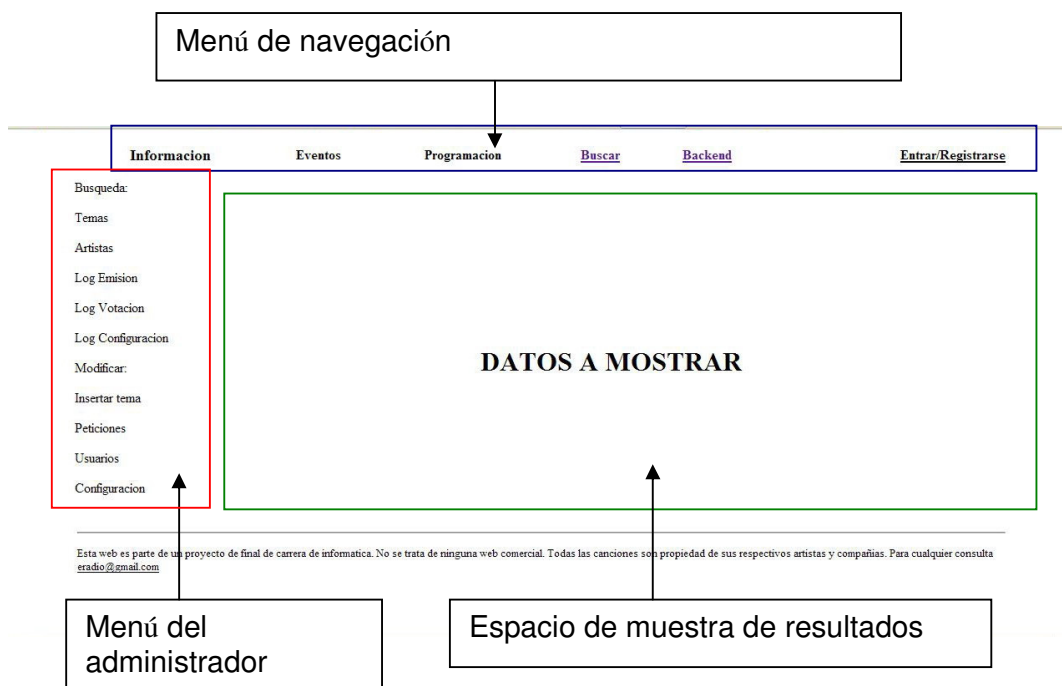 Menú de navegación
Informacion Eventos Programacion Buscar Backend Entrar/Registrarse
Busqueda:
Temas
Artistas
Log Emision
Log Votacion
Log Configuracion
Modificar:
Insertar tema
Peticiones
Usuarios
Configuracion
DATOS A MOSTRAR
Esta web es parte de un proyecto de final de carrera de informatica. No se trata de ninguna web comercial. Todas las canciones son propiedad de sus respectivos artistas y compañias. Para cualquier consulta
eradio@gmail.com
Menú del
administrador
Espacio de muestra de resultados